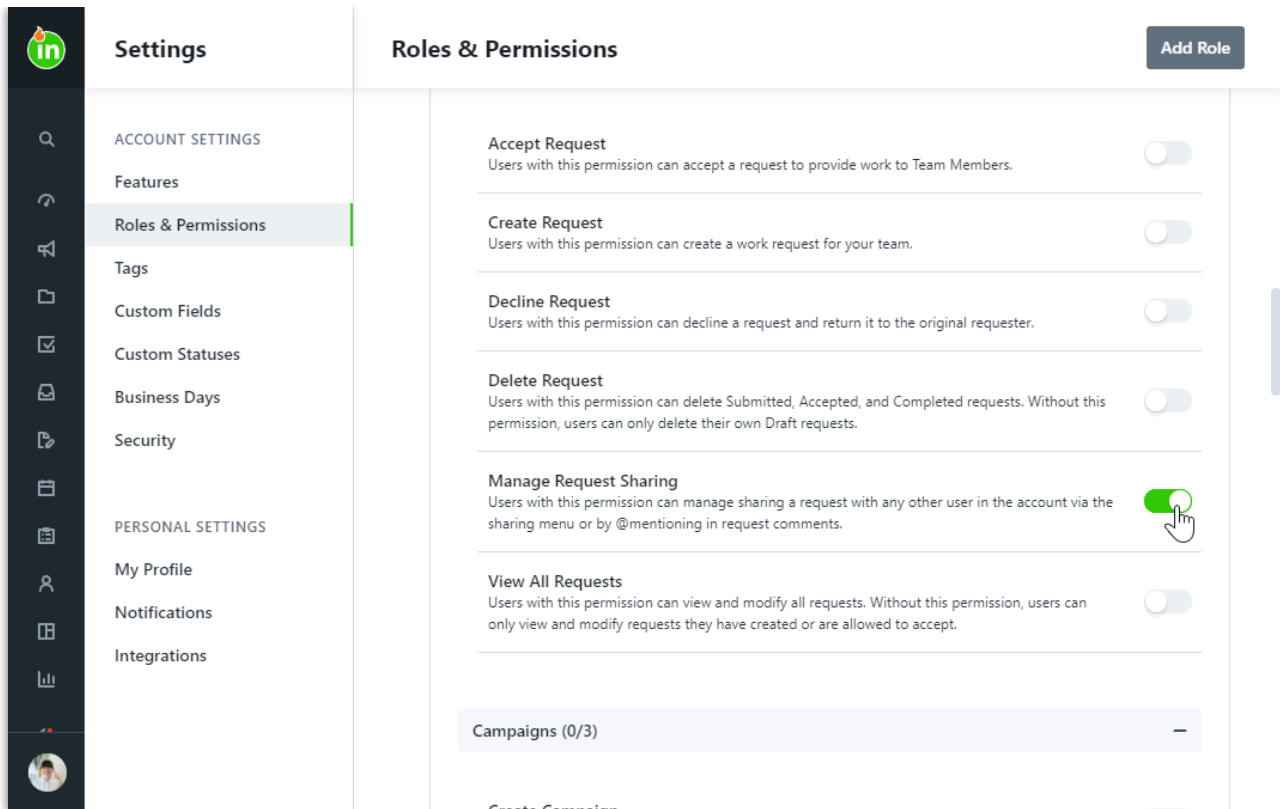 in
Settings
Roles & Permissions
Add Role
ACCOUNT SETTINGS
Features
Roles & Permissions
Tags
Custom Fields
Custom Statuses
Business Days
Security
PERSONAL SETTINGS
My Profile
Notifications
Integrations
Accept Request
Users with this permission can accept a request to provide work to Team Members.
Create Request
Users with this permission can create a work request for your team.
Decline Request
Users with this permission can decline a request and return it to the original requester.
Delete Request
Users with this permission can delete Submitted, Accepted, and Completed requests. Without this
permission, users can only delete their own Draft requests.
Manage Request Sharing
Users with this permission can manage sharing a request with any other user in the account via the
sharing menu or by @mentioning in request comments.
View All Requests
Users with this permission can view and modify all requests. Without this permission, users can
only view and modify requests they have created or are allowed to accept.
Campaigns (0/3)
Create Campaign